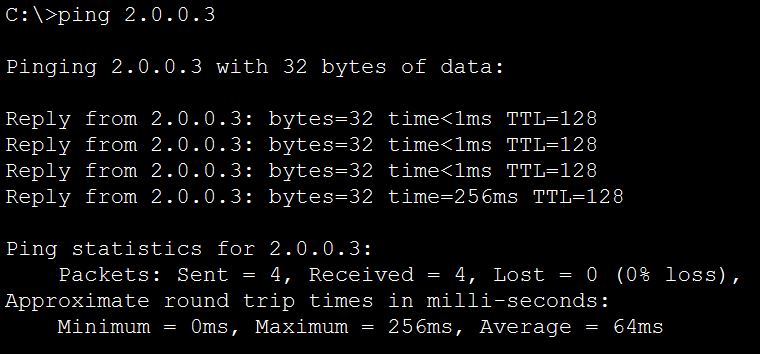 C:\>ping 2.0.0.3
Pinging 2.0.0.3 with 32 bytes of data:
Reply from 2.0.0.3: bytes=32 time<1ms TTL=128
Reply from 2.0.0.3: bytes=32 time<1ms TTL=128
Reply from 2.0.0.3: bytes=32 time<1ms TTL=128
Reply from 2.0.0.3: bytes=32 time=256ms TTL=128
Ping statistics for 2.0.0.3:
    Packets: Sent = 4, Received = 4, Lost = 0 (0% loss),
Approximate round trip times in milli-seconds:
    Minimum = 0ms, Maximum = 256ms, Average = 64ms